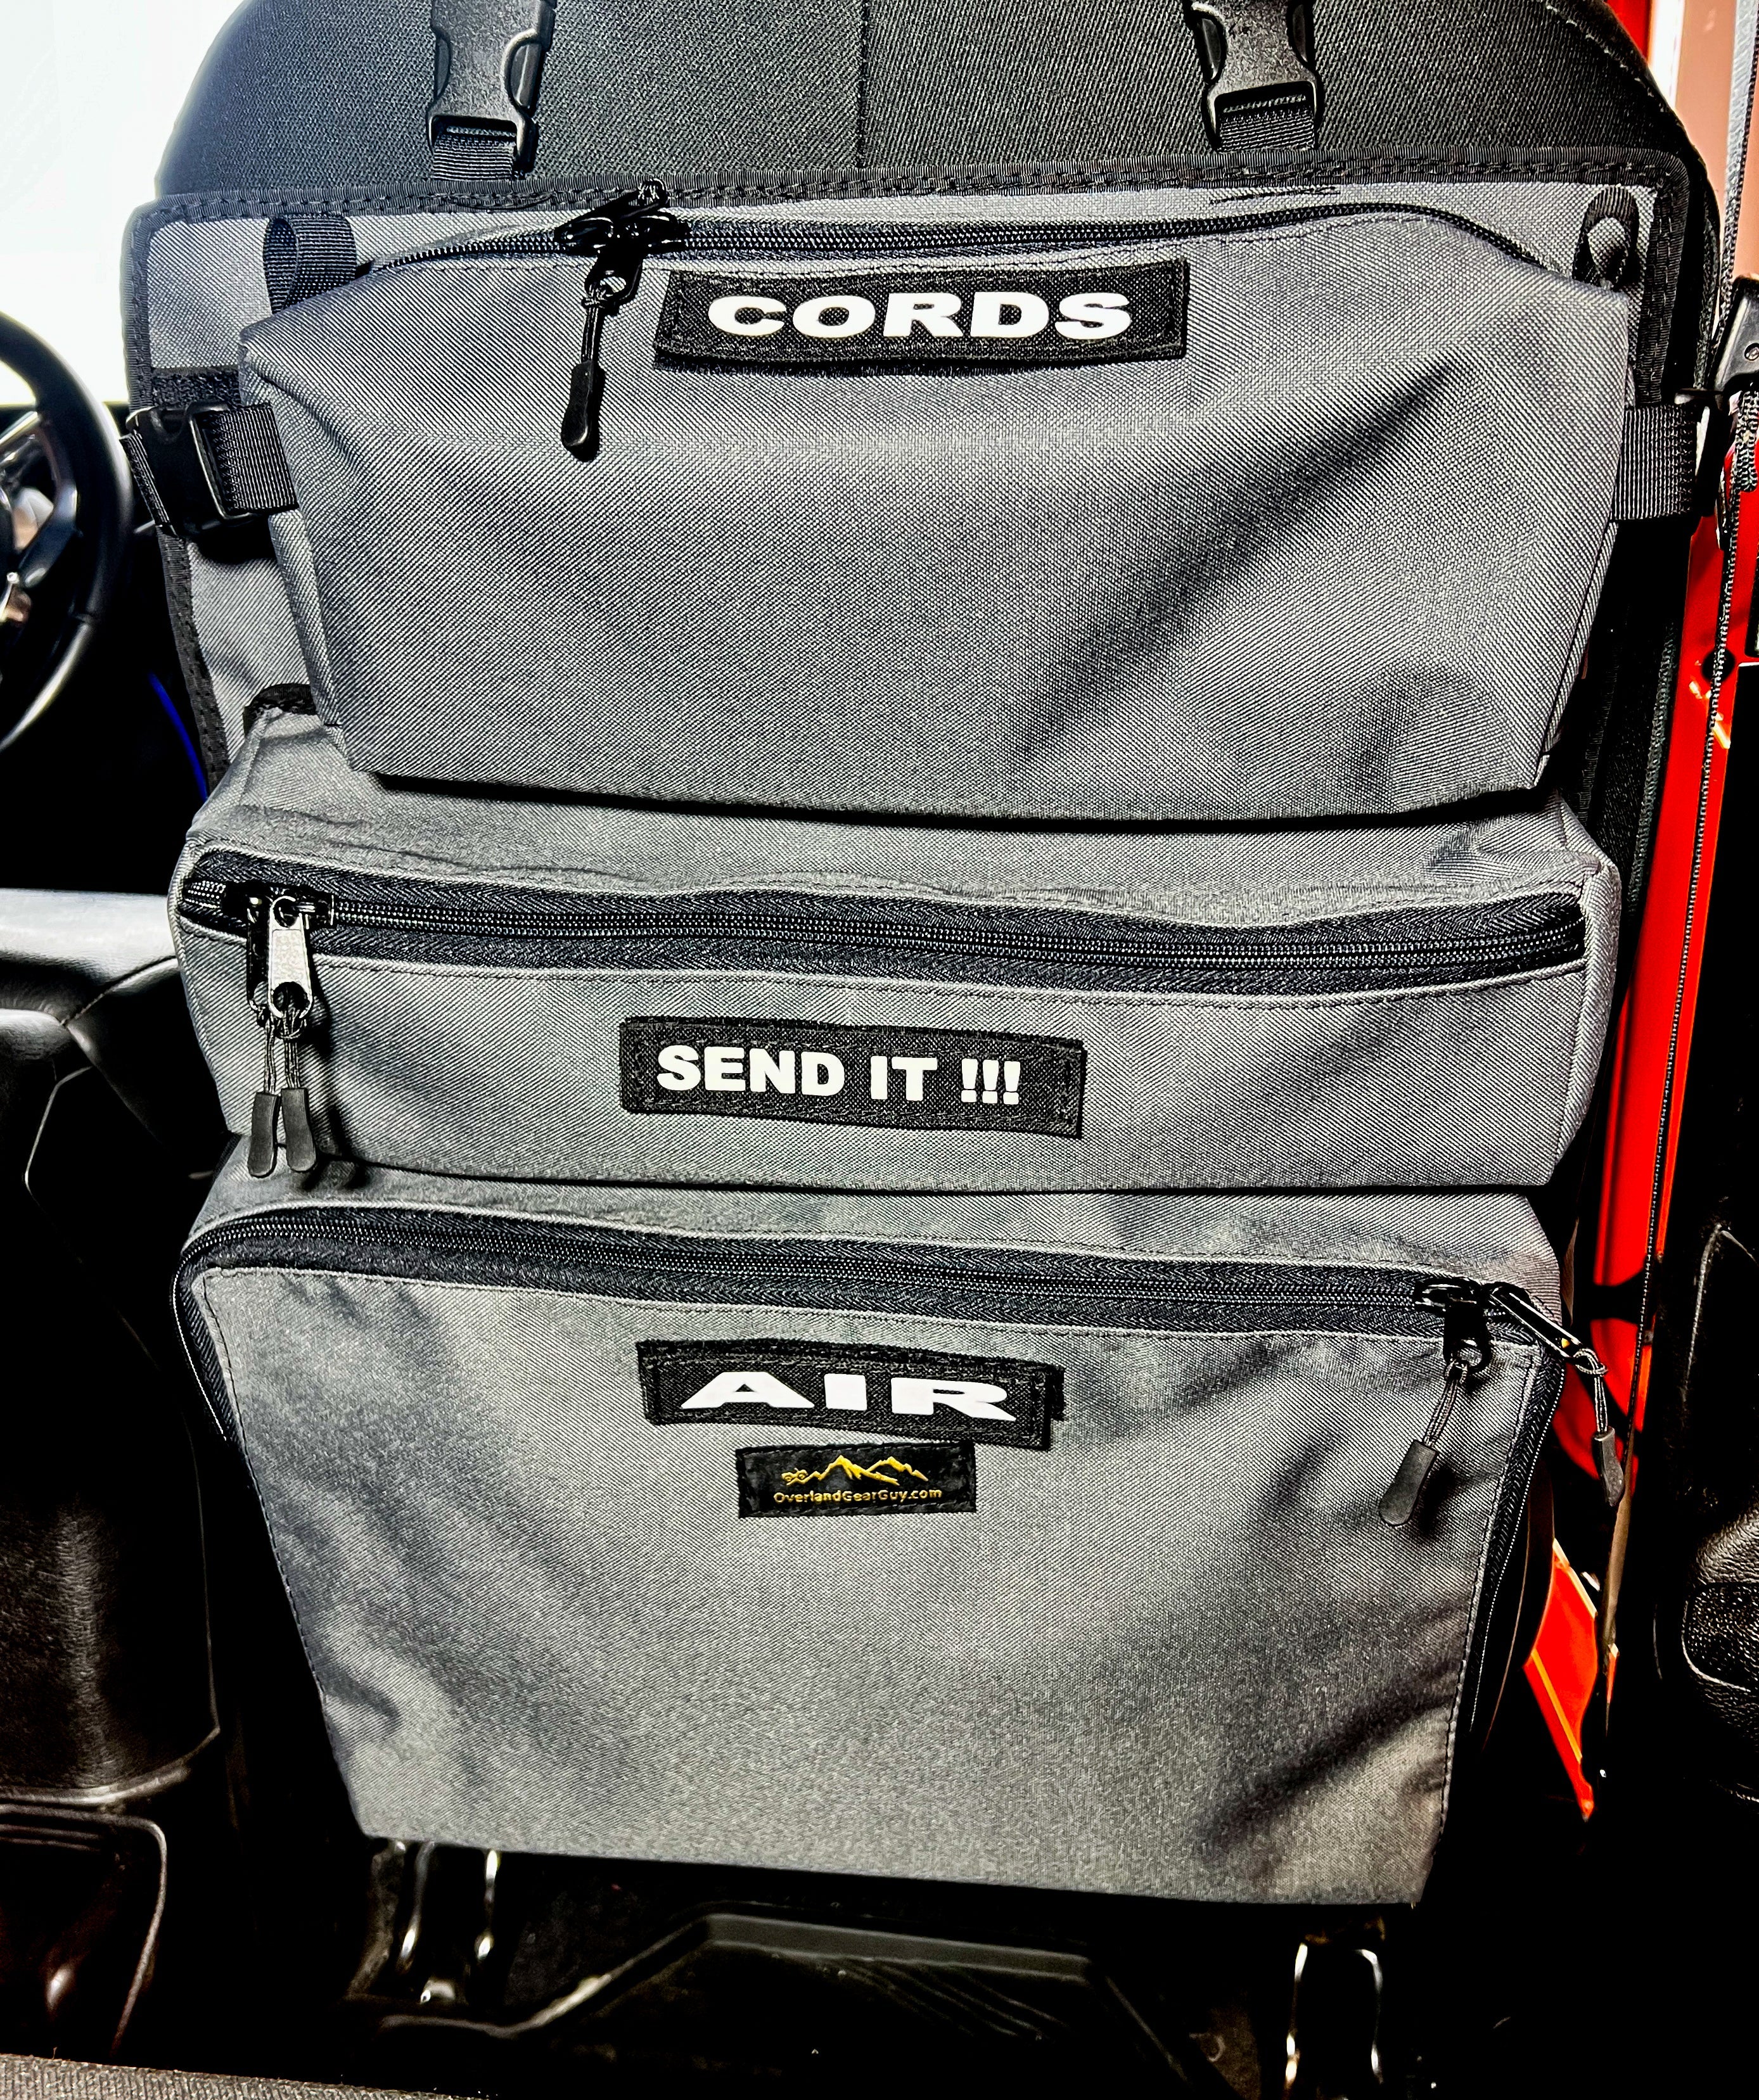 CORDS
SEND IT !!!
AIR
OverlandGearGuy.com